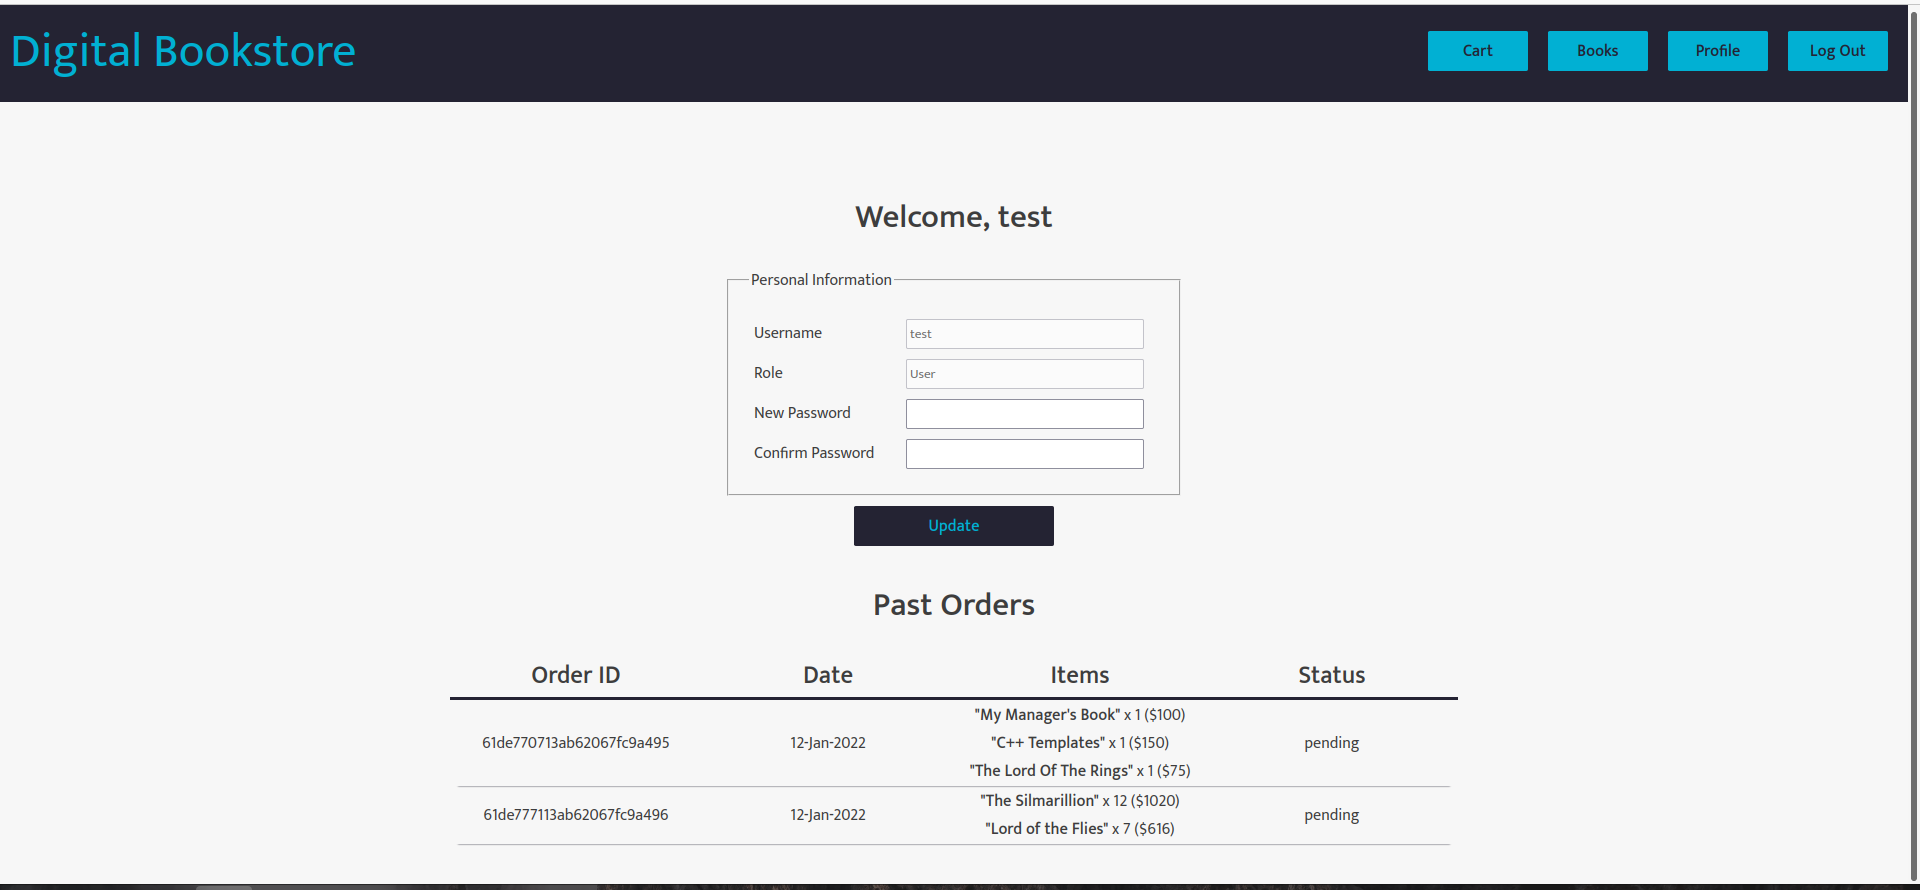 Digital Bookstore
Cart Books Profile Log Out
Welcome, test
Personal Information
Username test
Role User
New Password
Confirm Password
Update
Past Orders
Order ID Date Items Status
"My Manager's Book" x 1 ($100)
61de770713ab62067fc9a495 12-Jan-2022 "C++ Templates" x 1 ($150) pending
"The Lord Of The Rings" x 1 ($75)
"The Silmarillion" x 12 ($1020)
61de777113ab62067fc9a496 12-Jan-2022 pending
"Lord of the Flies" x 7 ($616)